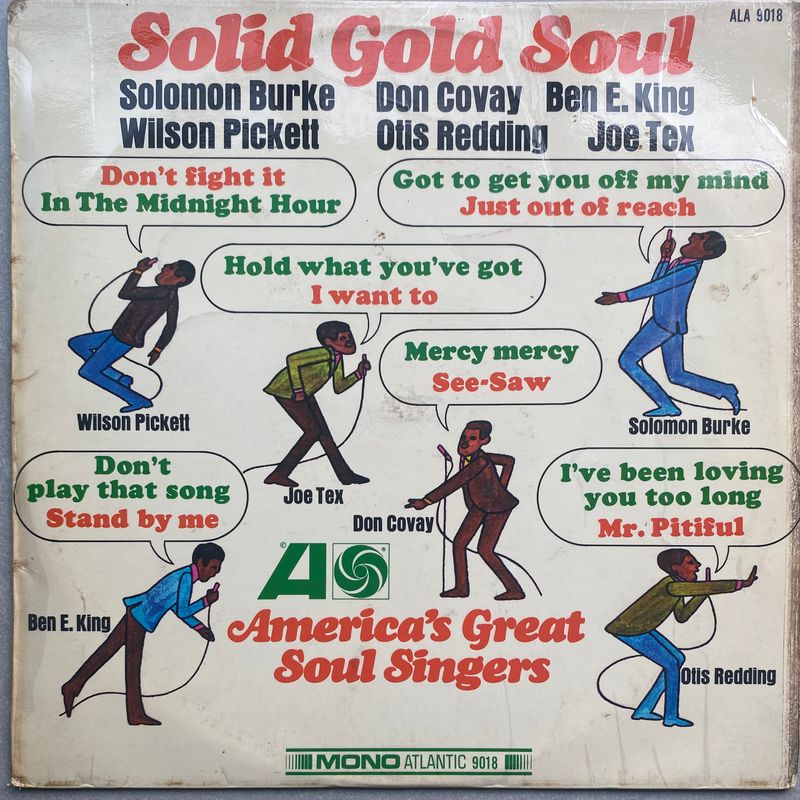 ALA 9018
Solid Gold Soul
Solomon Burke Don Covay Ben E. King
Wilson Pickett Otis Redding Joe Tex
Don't fight it
In The Midnight Hour
Got to get you off my mind
Just out of reach
Hold what you've got
I want to
Mercy mercy
See-Saw
Wilson Pickett
Solomon Burke
Don't
play that song
Stand by me
Joe Tex
Don Covay
I've been loving
you too long
Mr. Pitiful
©
A
Ben E. King
America's Great
Soul Singers
Otis Redding
MONO ATLANTIC 9018